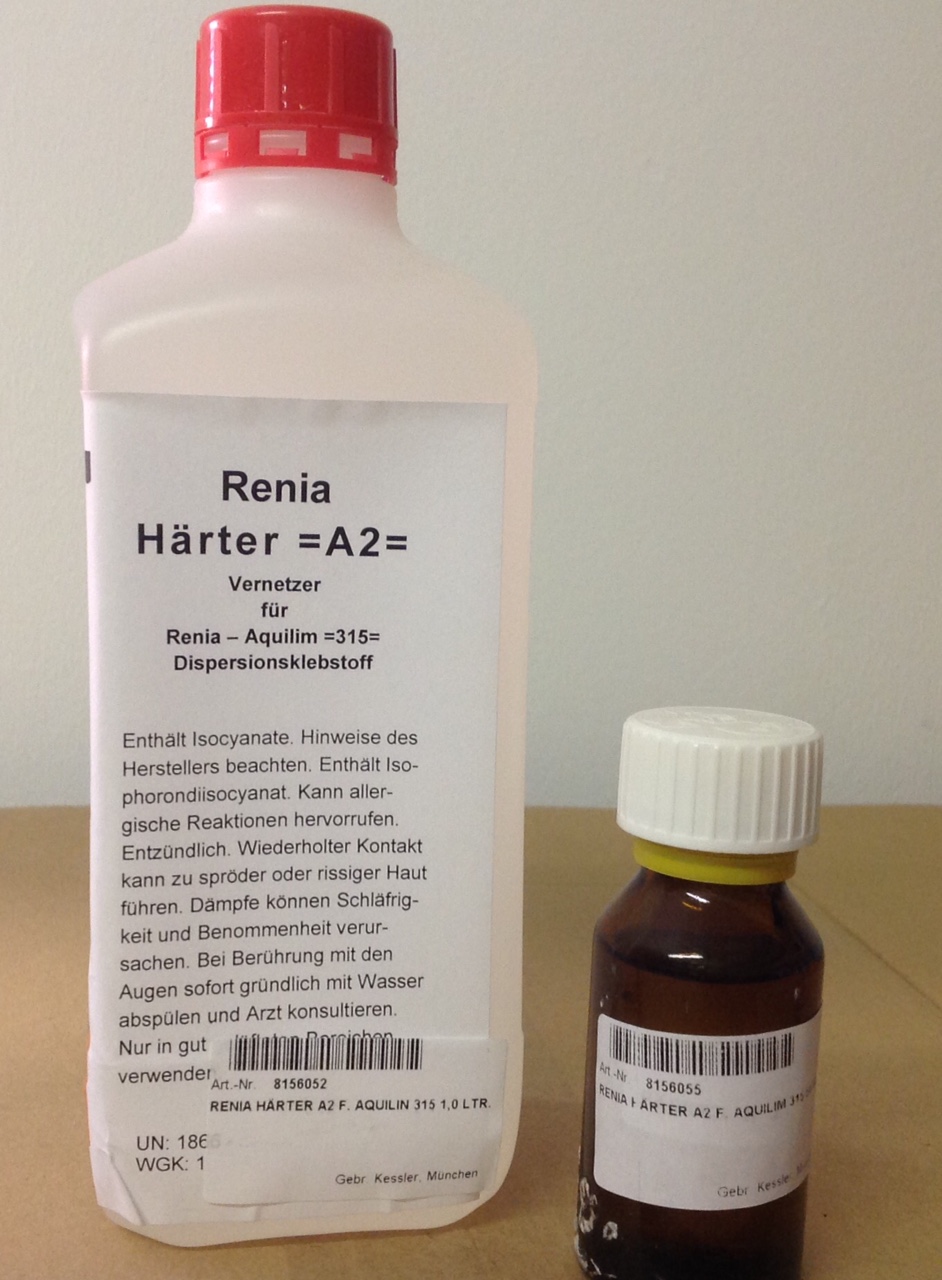 Renia
Härter =A2=
Vernetzer
für
Renia – Aquilim =315=
Dispersionsklebstoff
Enthält Isocyanate. Hinweise des
Herstellers beachten. Enthält Iso-
phorondiisocyanat. Kann aller-
gische Reaktionen hervorrufen.
Entzündlich. Wiederholter Kontakt
kann zu spröder oder rissiger Haut
führen. Dämpfe können Schläfrig-
keit und Benommenheit verur-
sachen. Bei Berührung mit den
Augen sofort gründlich mit Wasser
abspülen und Arzt konsultieren.
Nur in gut
verwenden
UN: 1866
WGK: 1
Art.-Nr. 8156052
RENIA HÄRTER A2 F. AQUILIN 315 1,0 LTR.
Gebr. Kessler. München
Art.-Nr 8156055
RENIA HÄRTER A2 F. AQUILIM 315
Gebr. Kessle